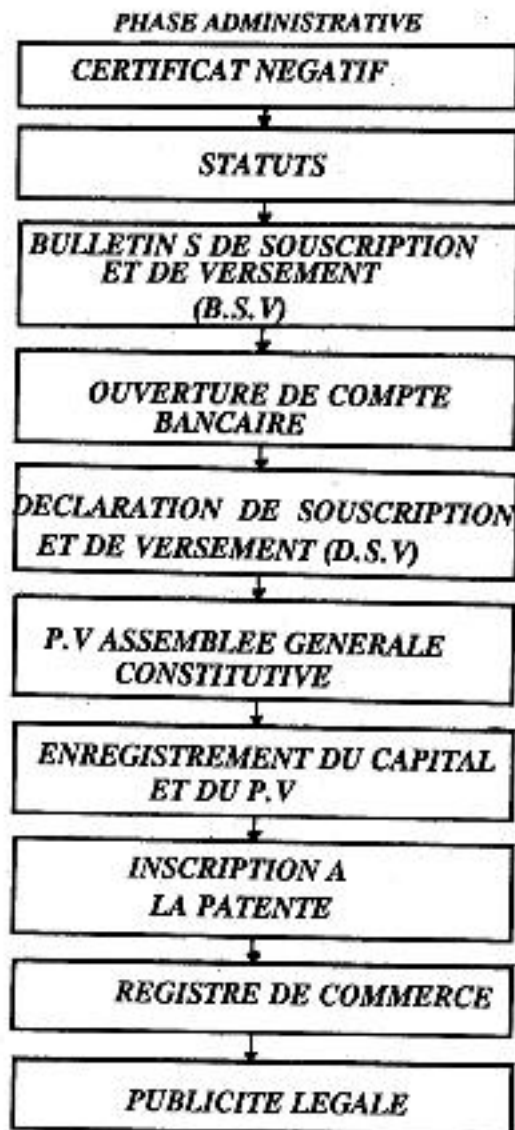 PHASE ADMINISTRATIVE
CERTIFICAT NEGATIF
STATUTS
BULLETIN S DE SOUSCRIPTION
ET DE VERSEMENT
(B.S.V)
OUVERTURE DE COMPTE
BANCAIRE
DECLARATION DE SOUSCRIPTION
ET DE VERSEMENT (D.S.V)
P.V ASSEMBLEE GENERALE
CONSTITUTIVE
ENREGISTREMENT DU CAPITAL
ET DU P.V
INSCRIPTION A
LA PATENTE
REGISTRE DE COMMERCE
PUBLICITE LEGALE